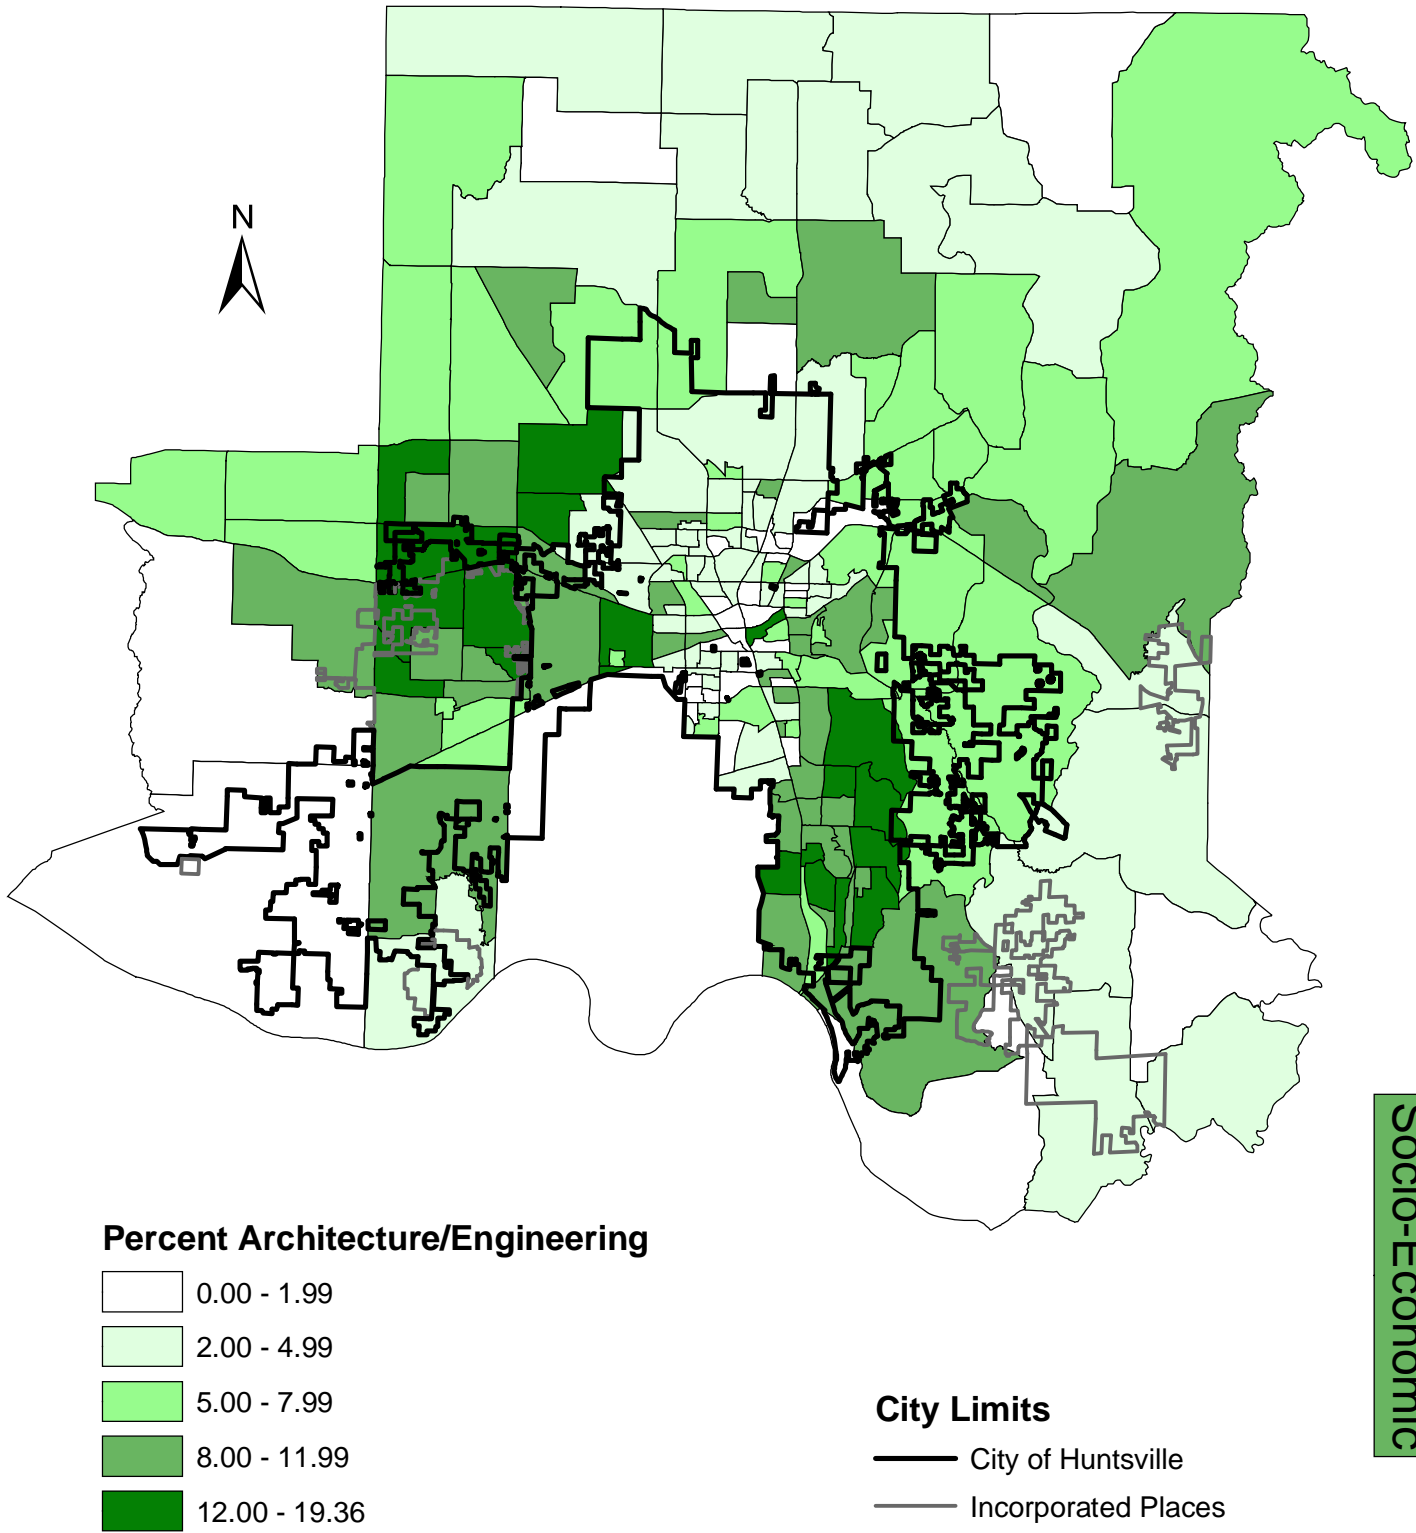 N
Socio-Economic
Percent Architecture/Engineering
0.00 - 1.99
2.00 - 4.99
5.00 - 7.99
8.00 - 11.99
12.00 - 19.36
City Limits
City of Huntsville
Incorporated Places